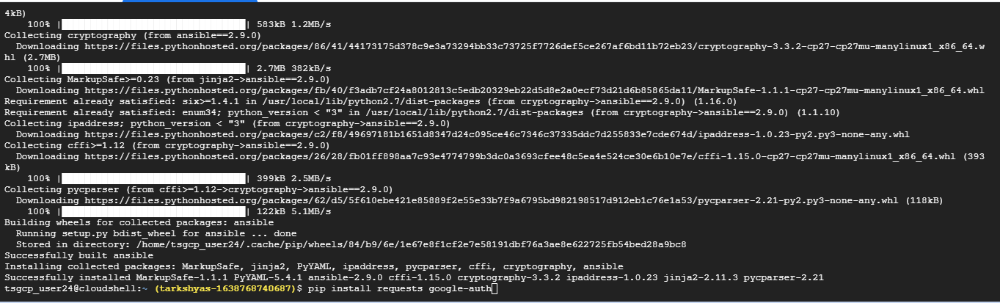 4kB)
    100% |████████████████████████████████| 583kB 1.2MB/s
Collecting cryptography (from ansible==2.9.0)
  Downloading https://files.pythonhosted.org/packages/86/41/44173175d378c9e3a73294bb33c73725f7726def5ce267af6bd11b72eb23/cryptography-3.3.2-cp27-cp27mu-manylinux1_x86_64.w
hl (2.7MB)
    100% |████████████████████████████████| 2.7MB 382kB/s
Collecting MarkupSafe>=0.23 (from jinja2->ansible==2.9.0)
  Downloading https://files.pythonhosted.org/packages/fb/40/f3adb7cf24a8012813c5edb20329eb22d5d8e2a0ecf73d21d6b85865da11/MarkupSafe-1.1.1-cp27-cp27mu-manylinux1_x86_64.whl
Requirement already satisfied: six>=1.4.1 in /usr/local/lib/python2.7/dist-packages (from cryptography->ansible==2.9.0) (1.16.0)
Requirement already satisfied: enum34; python_version < "3" in /usr/local/lib/python2.7/dist-packages (from cryptography->ansible==2.9.0) (1.1.10)
Collecting ipaddress; python_version < "3" (from cryptography->ansible==2.9.0)
  Downloading https://files.pythonhosted.org/packages/c2/f8/49697181b1651d8347d24c095ce46c7346c37335ddc7d255833e7cde674d/ipaddress-1.0.23-py2.py3-none-any.whl
Collecting cffi>=1.12 (from cryptography->ansible==2.9.0)
  Downloading https://files.pythonhosted.org/packages/26/28/fb01ff898aa7c93e4774799b3dc0a3693cfee48c5ea4e524ce30e6b10e7e/cffi-1.15.0-cp27-cp27mu-manylinux1_x86_64.whl (393
kB)
    100% |████████████████████████████████| 399kB 2.5MB/s
Collecting pycparser (from cffi>=1.12->cryptography->ansible==2.9.0)
  Downloading https://files.pythonhosted.org/packages/62/d5/5f610ebe421e85889f2e55e33b7f9a6795bd982198517d912eb1c76e1a53/pycparser-2.21-py2.py3-none-any.whl (118kB)
    100% |████████████████████████████████| 122kB 5.1MB/s
Building wheels for collected packages: ansible
  Running setup.py bdist_wheel for ansible ... done
  Stored in directory: /home/tsgcp_user24/.cache/pip/wheels/84/b9/6e/1e67e8f1cf2e7e58191dbf76a3ae8e622725fb54bed28a9bc8
Successfully built ansible
Installing collected packages: MarkupSafe, jinja2, PyYAML, ipaddress, pycparser, cffi, cryptography, ansible
Successfully installed MarkupSafe-1.1.1 PyYAML-5.4.1 ansible-2.9.0 cffi-1.15.0 cryptography-3.3.2 ipaddress-1.0.23 jinja2-2.11.3 pycparser-2.21
tsgcp_user24@cloudshell:~ (tarkshyas-1638768740687)$ pip install requests google-auth